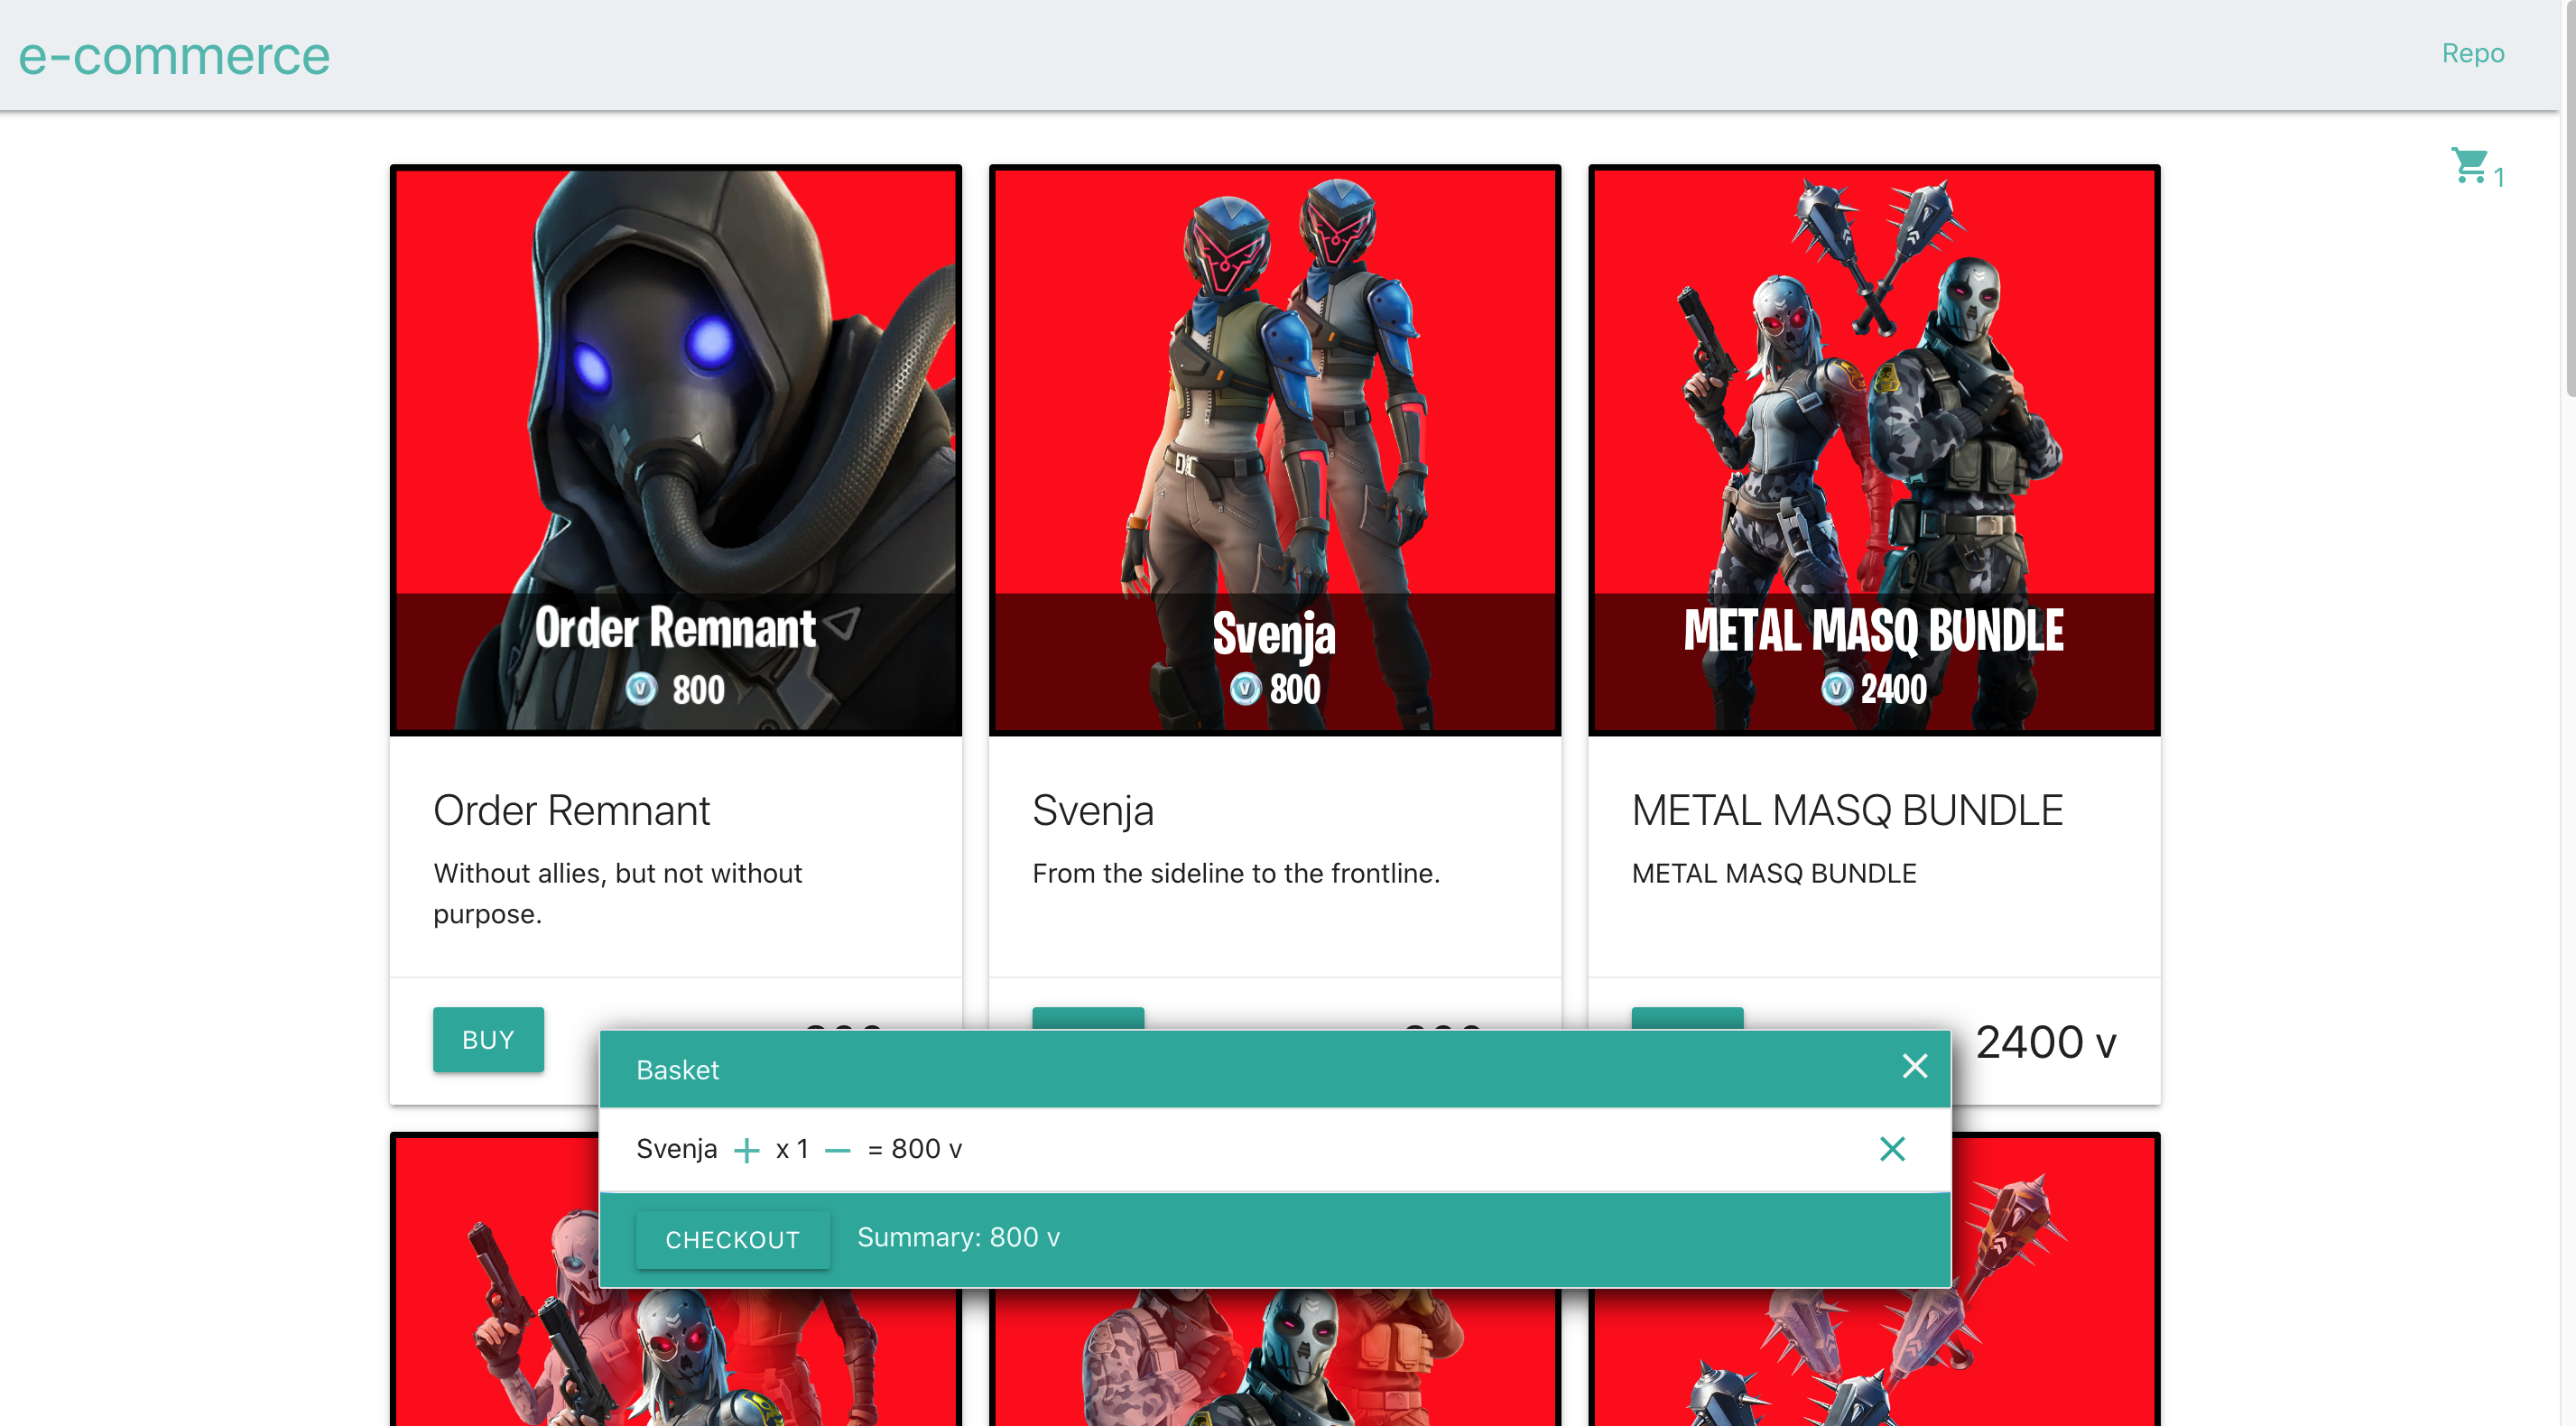 e-commerce
Repo
1
Order Remnant
800
Svenja
800
METAL MASQ BUNDLE
2400
Order Remnant
Without allies, but not without
purpose.
BUY
Svenja
From the sideline to the frontline.
METAL MASQ BUNDLE
METAL MASQ BUNDLE
2400 v
Basket
Svenja + x 1 − = 800 v
CHECKOUT Summary: 800 v